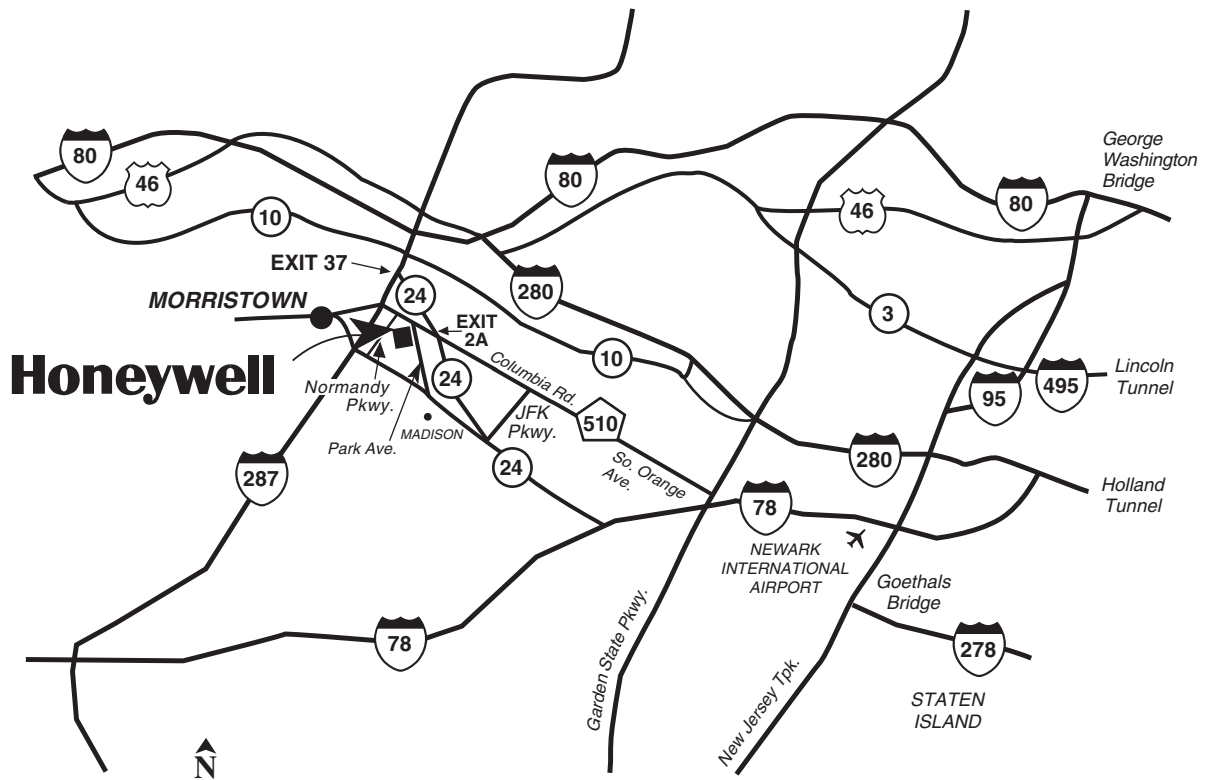 80
46
10
80
46
80
George
Washington
Bridge
EXIT 37
MORRISTOWN
24
280
3
EXIT
2A
Honeywell
Normandy
Pkwy.
Park Ave.
24
MADISON
Columbia Rd.
10
JFK
Pkwy.
510
95
495
Lincoln
Tunnel
287
24
So. Orange
Ave.
280
78
Holland
Tunnel
NEWARK
INTERNATIONAL
AIRPORT
Goethals
Bridge
78
278
Garden State Pkwy.
New Jersey Tpk.
STATEN
ISLAND
N